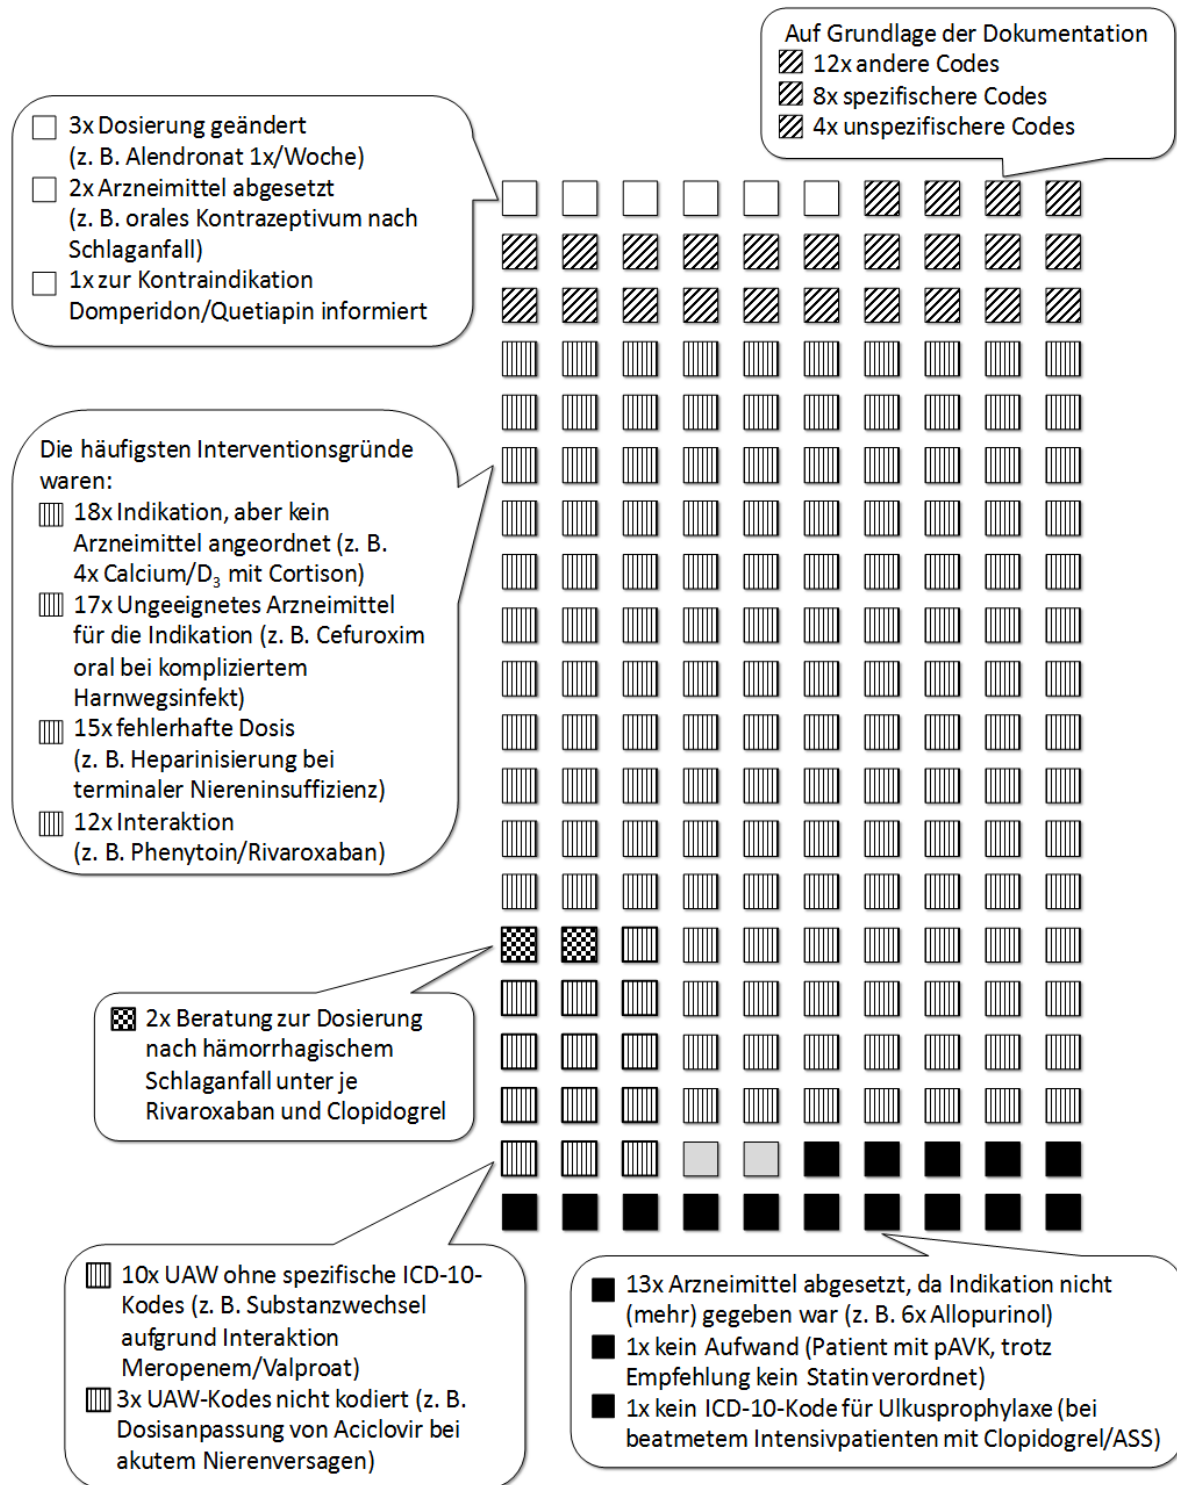 Auf Grundlage der Dokumentation
12x andere Codes
8x spezifischere Codes
4x unspezifischere Codes
3x Dosierung geändert
(z. B. Alendronat 1x/Woche)
2x Arzneimittel abgesetzt
(z. B. orales Kontrazeptivum nach
Schlaganfall)
1x zur Kontraindikation
Domperidon/Quetiapin informiert
Die häufigsten Interventionsgründe
waren:
18x Indikation, aber kein
Arzneimittel angeordnet (z. B.
4x Calcium/D₃ mit Cortison)
17x Ungeeignetes Arzneimittel
für die Indikation (z. B. Cefuroxim
oral bei kompliziertem
Harnwegsinfekt)
15x fehlerhafte Dosis
(z. B. Heparinisierung bei
terminaler Niereninsuffizienz)
12x Interaktion
(z. B. Phenytoin/Rivaroxaban)
2x Beratung zur Dosierung
nach hämorrhagischem
Schlaganfall unter je
Rivaroxaban und Clopidogrel
10x UAW ohne spezifische ICD-10-
Kodes (z. B. Substanzwechsel
aufgrund Interaktion
Meropenem/Valproat)
3x UAW-Kodes nicht kodiert (z. B.
Dosisanpassung von Aciclovir bei
akutem Nierenversagen)
13x Arzneimittel abgesetzt, da Indikation nicht
(mehr) gegeben war (z. B. 6x Allopurinol)
1x kein Aufwand (Patient mit pAVK, trotz
Empfehlung kein Statin verordnet)
1x kein ICD-10-Kode für Ulkusprophylaxe (bei
beatmetem Intensivpatienten mit Clopidogrel/ASS)